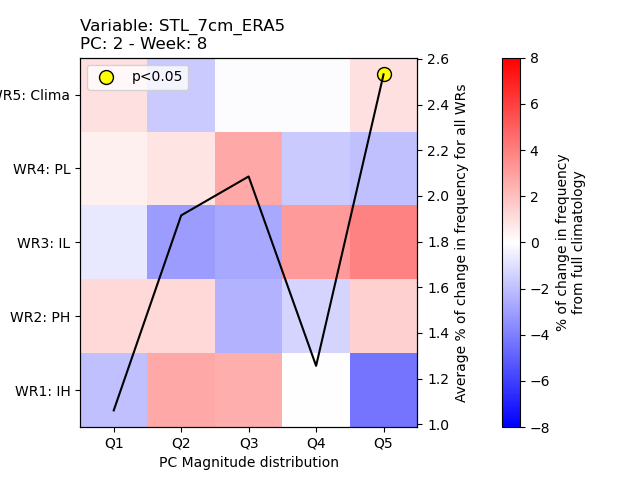 Variable: STL_7cm_ERA5
PC: 2 - Week: 8
p<0.05
WR5: Clima
WR4: PL
WR3: IL
WR2: PH
WR1: IH
Q1 Q2 Q3 Q4 Q5
PC Magnitude distribution
2.6
2.4
2.2
2.0
1.8
1.6
1.4
1.2
1.0
Average % of change in frequency for all WRs
8
6
4
2
0
−2
−4
−6
−8
% of change in frequency
from full climatology